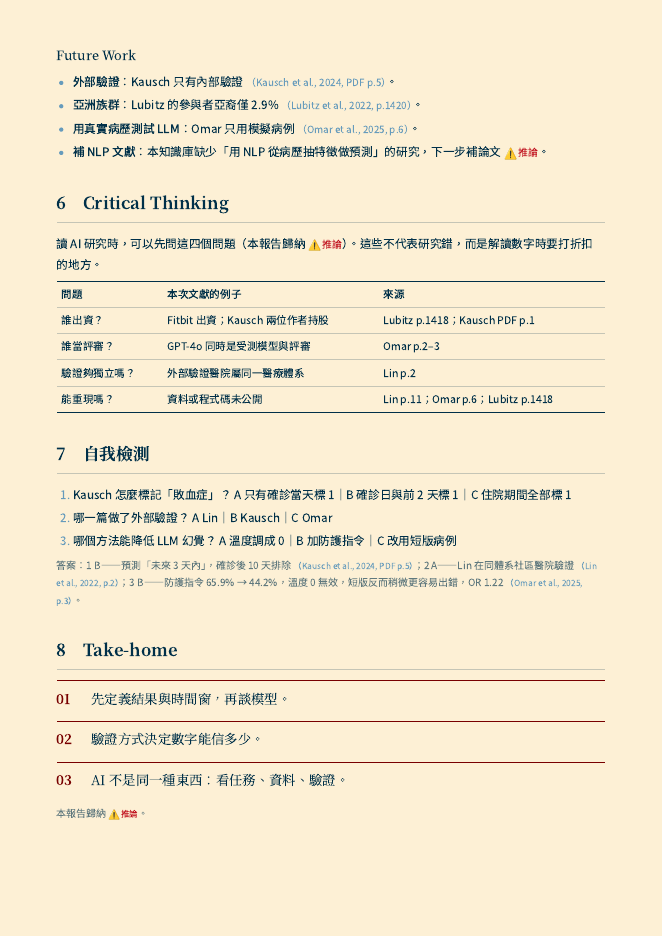 Future Work
• 外部驗證：Kausch 只有內部驗證（Kausch et al., 2024, PDF p.5）。
• 亞洲族群：Lubitz 的參與者亞裔僅 2.9%（Lubitz et al., 2022, p.1420）。
• 用真實病歷測試 LLM：Omar 只用模擬病例（Omar et al., 2025, p.6）。
• 補 NLP 文獻：本知識庫缺少「用 NLP 從病歷抽特徵做預測」的研究，下一步補論文 ⚠️推論。
6 Critical Thinking
讀 AI 研究時，可以先問這四個問題（本報告歸納 ⚠️推論）。這些不代表研究錯，而是解讀數字時要打折扣
的地方。
問題 本次文獻的例子 來源
誰出資？ Fitbit 出資；Kausch 兩位作者持股 Lubitz p.1418；Kausch PDF p.1
誰當評審？ GPT-4o 同時是受測模型與評審 Omar p.2–3
驗證夠獨立嗎？ 外部驗證醫院屬同一醫療體系 Lin p.2
能重現嗎？ 資料或程式碼未公開 Lin p.11；Omar p.6；Lubitz p.1418
7 自我檢測
1. Kausch 怎麼標記「敗血症」？ A 只有確診當天標 1｜B 確診日與前 2 天標 1｜C 住院期間全部標 1
2. 哪一篇做了外部驗證？ A Lin｜B Kausch｜C Omar
3. 哪個方法能降低 LLM 幻覺？ A 溫度調成 0｜B 加防護指令｜C 改用短版病例
答案：1 B——預測「未來 3 天內」，確診後 10 天排除（Kausch et al., 2024, PDF p.5）；2 A——Lin 在同體系社區醫院驗證（Lin
et al., 2022, p.2）；3 B——防護指令 65.9% → 44.2%，溫度 0 無效，短版反而稍微更容易出錯，OR 1.22（Omar et al., 2025,
p.3）。
8 Take-home
01 先定義結果與時間窗，再談模型。
02 驗證方式決定數字能信多少。
03 AI 不是同一種東西：看任務、資料、驗證。
本報告歸納 ⚠️推論。